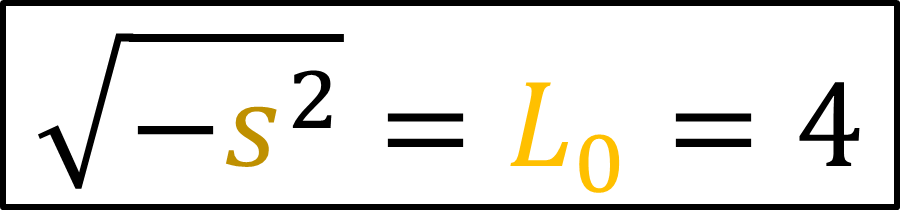 √−s² = L₀ = 4